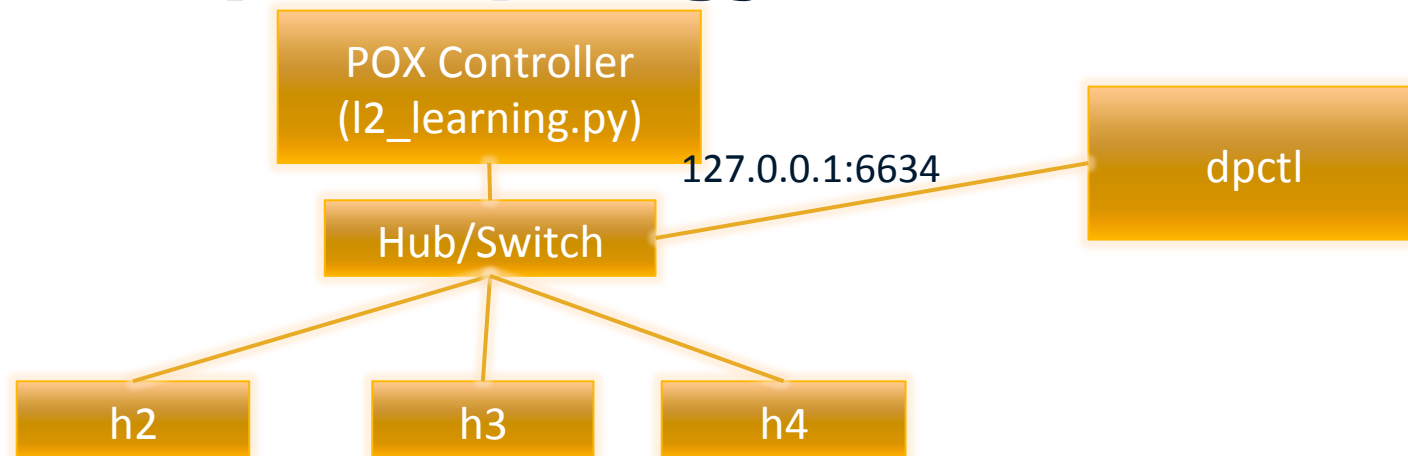 POX Controller
(l2_learning.py)
127.0.0.1:6634
dpctl
Hub/Switch
h2
h3
h4